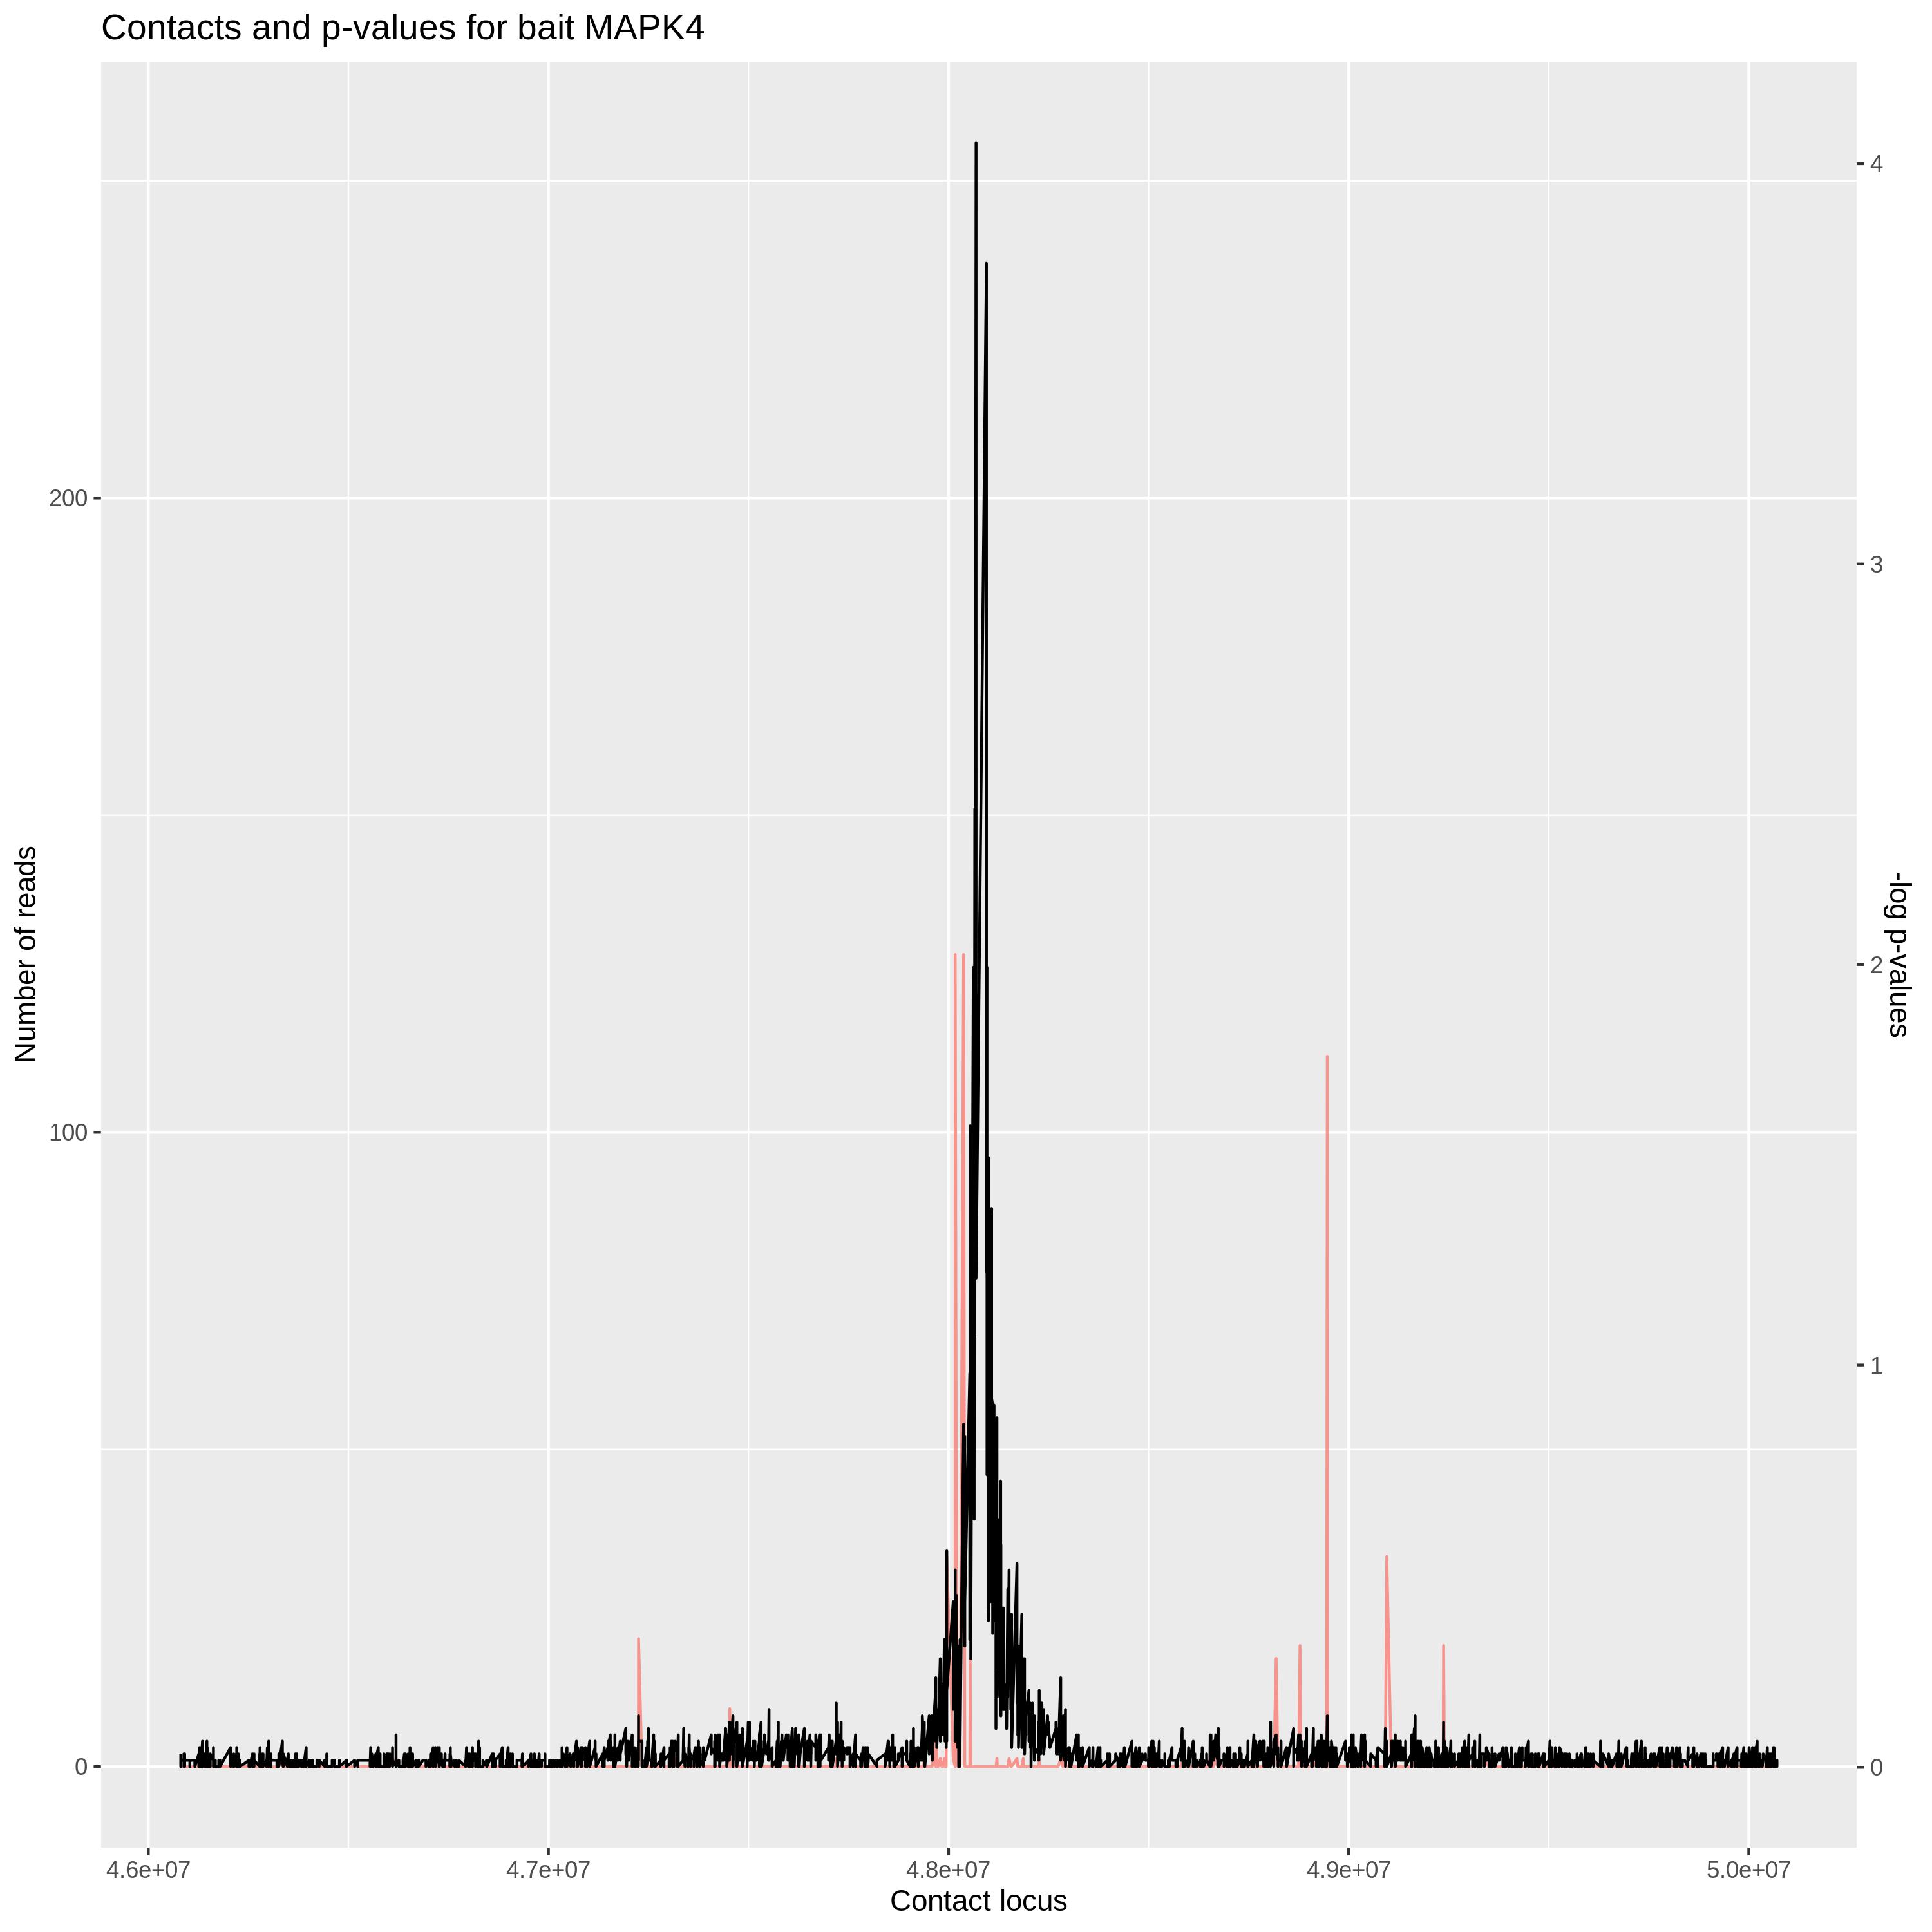 Contacts and p-values for bait MAPK4
Number of reads
200
100
0
4
3
2
1
0
-log p-values
4.6e+07
4.7e+07
4.8e+07
4.9e+07
5.0e+07
Contact locus